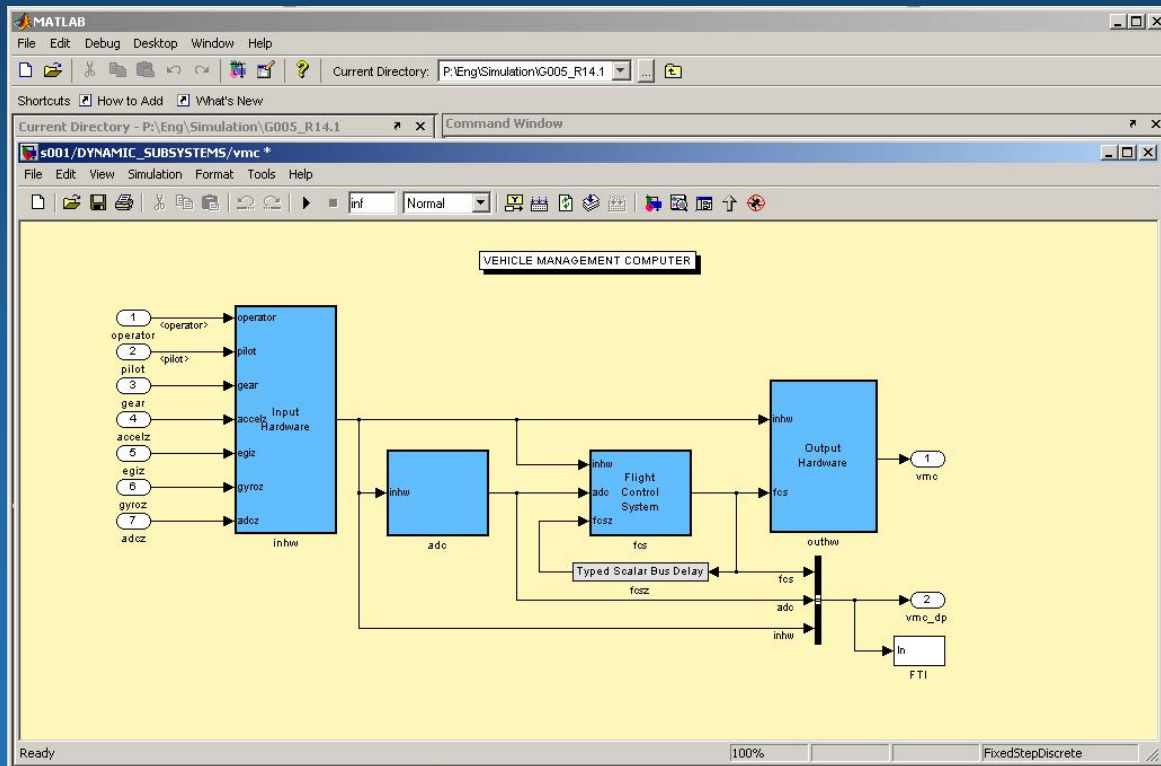 MATLAB
File Edit Debug Desktop Window Help
Current Directory: P:\Eng\Simulation\G005_R14.1 ...
Shortcuts How to Add What's New
Current Directory - P:\Eng\Simulation\G005_R14.1
Command Window
s001/DYNAMIC_SUBSYSTEMS/vmc *
File Edit View Simulation Format Tools Help
inf Normal
VEHICLE MANAGEMENT COMPUTER
1 <operator> operator
operator
2 <pilot> pilot
pilot
3 gear
gear
4 accelz
accelz
5 egiz
egiz
6 gyroz
gyroz
7 adcz
adcz
Input
Hardware
inhw
inhw
adc
inhw
adc
fcsz
Flight
Control
System
fcs
Typed Scalar Bus Delay
fcsz
inhw
fcs
Output
Hardware
outhw
1
vmc
fcs
adc
inhw
2
vmc_dp
In
FTI
Ready 100% FixedStepDiscrete